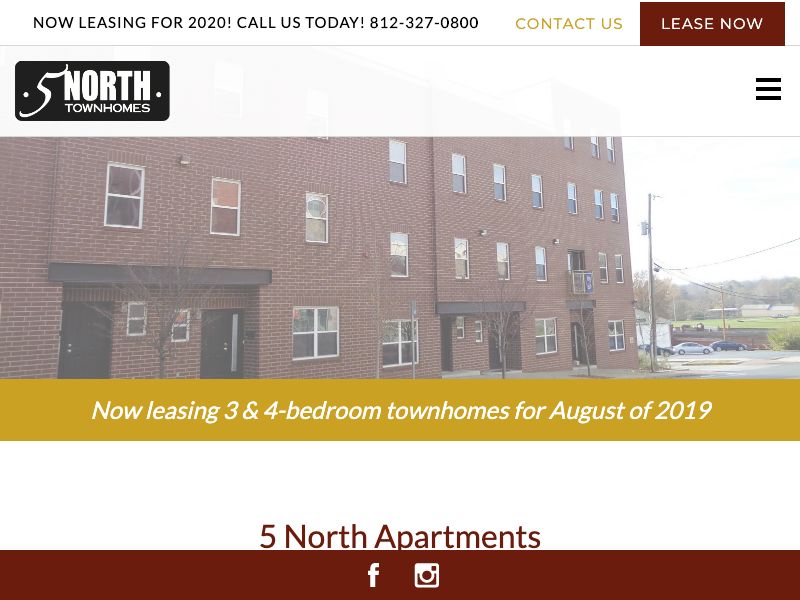 NOW LEASING FOR 2020! CALL US TODAY! 812-327-0800
CONTACT US
LEASE NOW
5 NORTH
TOWNHOMES
Now leasing 3 & 4-bedroom townhomes for August of 2019
5 North Apartments